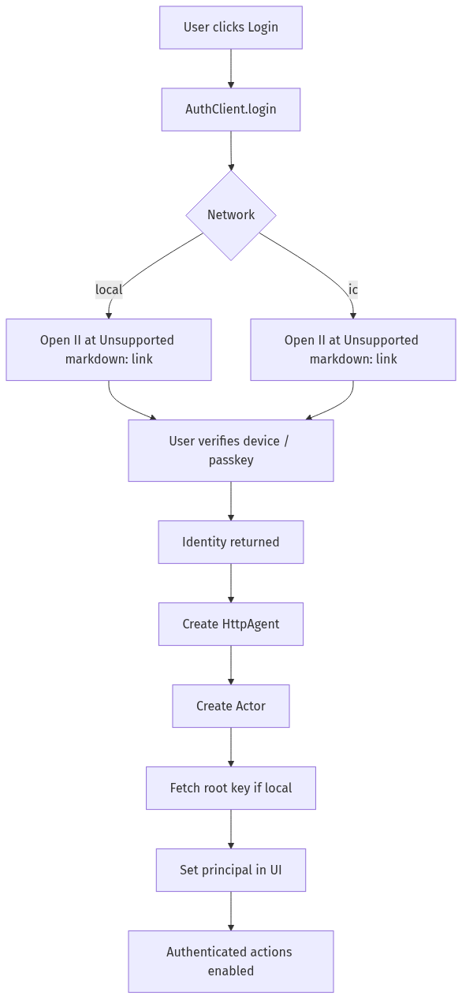 User clicks Login
AuthClient.login
Network
local
ic
Open II at Unsupported
markdown: link
Open II at Unsupported
markdown: link
User verifies device /
passkey
Identity returned
Create HttpAgent
Create Actor
Fetch root key if local
Set principal in UI
Authenticated actions
enabled